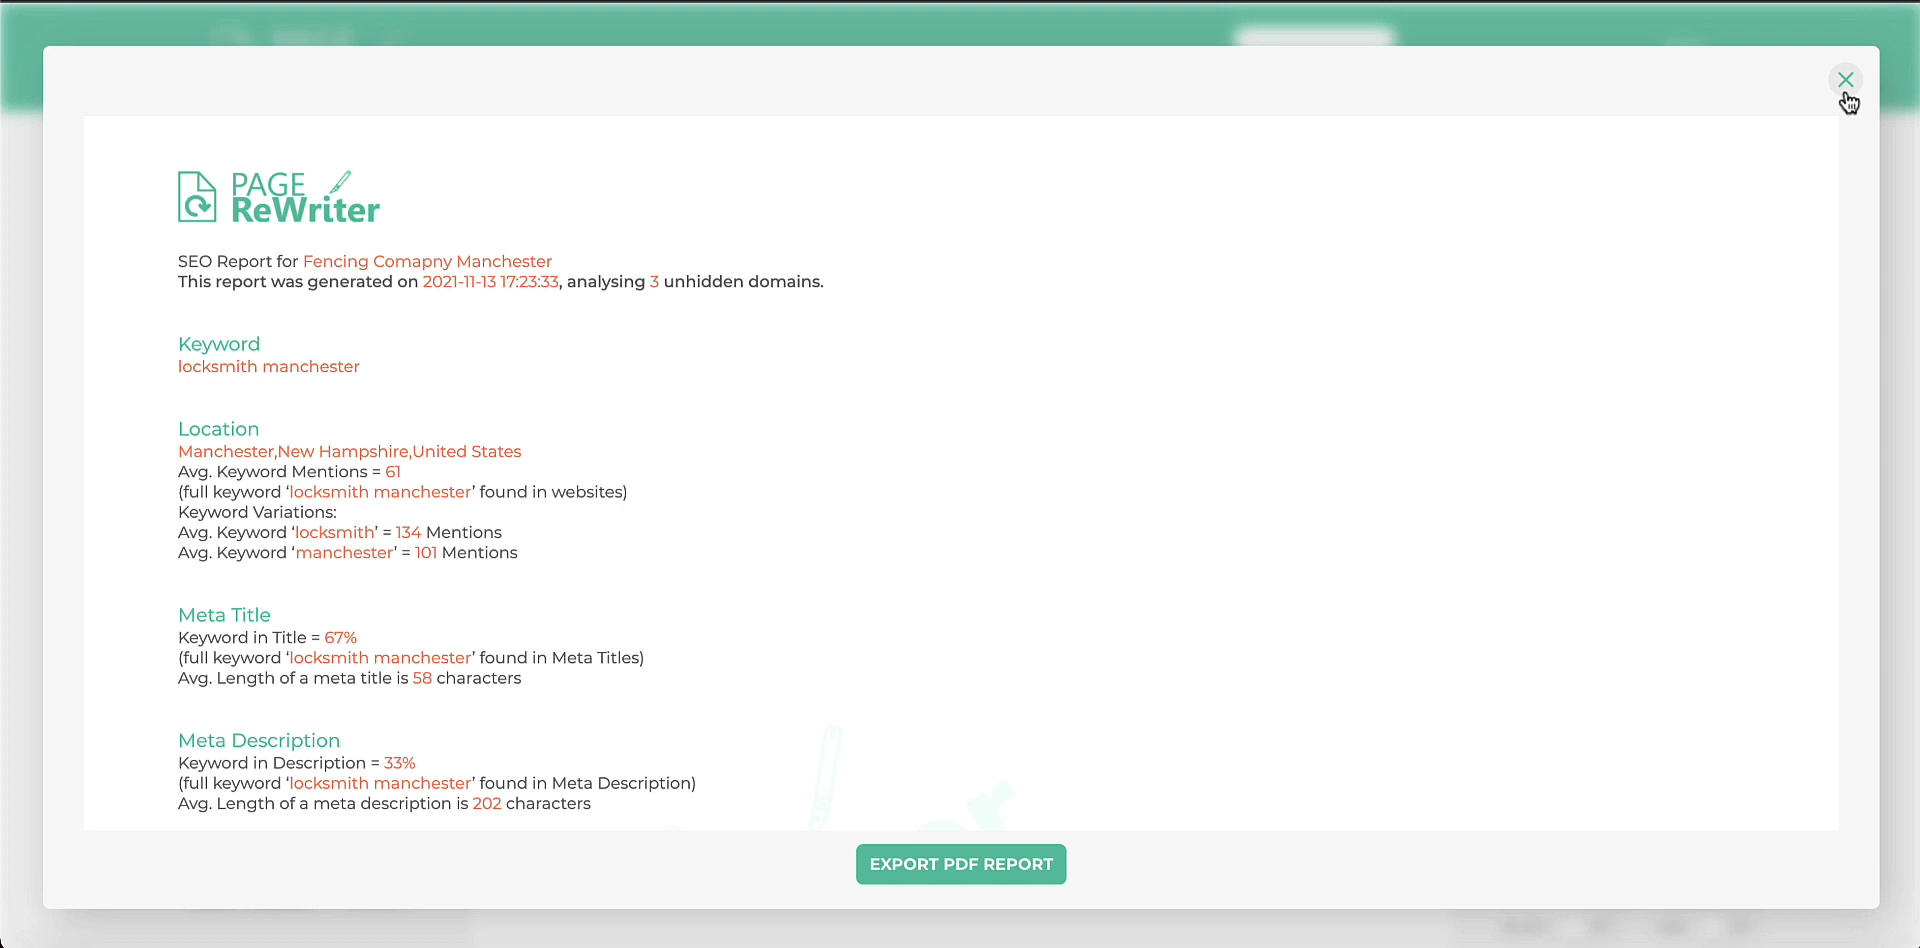 PAGE
ReWriter
SEO Report for Fencing Comapny Manchester
This report was generated on 2021-11-13 17:23:33, analysing 3 unhidden domains.
Keyword
locksmith manchester
Location
Manchester,New Hampshire,United States
Avg. Keyword Mentions = 61
(full keyword ‘locksmith manchester’ found in websites)
Keyword Variations:
Avg. Keyword ‘locksmith’ = 134 Mentions
Avg. Keyword ‘manchester’ = 101 Mentions
Meta Title
Keyword in Title = 67%
(full keyword ‘locksmith manchester’ found in Meta Titles)
Avg. Length of a meta title is 58 characters
Meta Description
Keyword in Description = 33%
(full keyword ‘locksmith manchester’ found in Meta Description)
Avg. Length of a meta description is 202 characters
EXPORT PDF REPORT